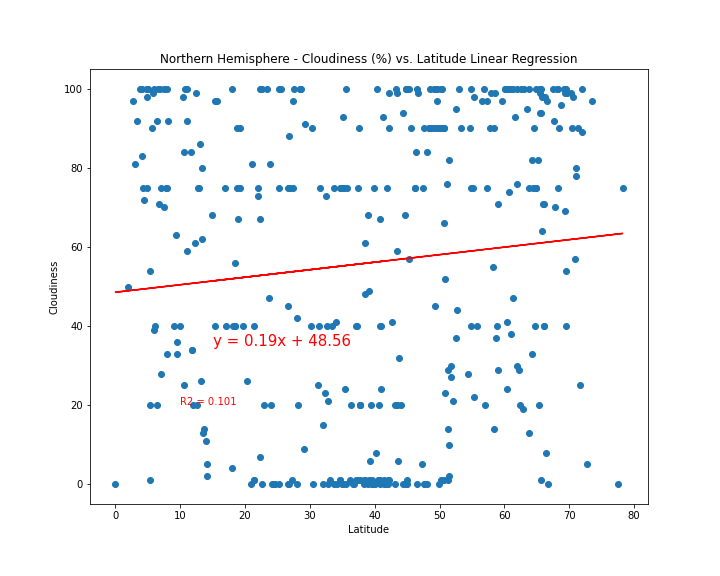 Northern Hemisphere - Cloudiness (%) vs. Latitude Linear Regression
100
80
60
40
20
0
Cloudiness
y = 0.19x + 48.56
R2 = 0.101
0 10 20 30 40 50 60 70 80
Latitude